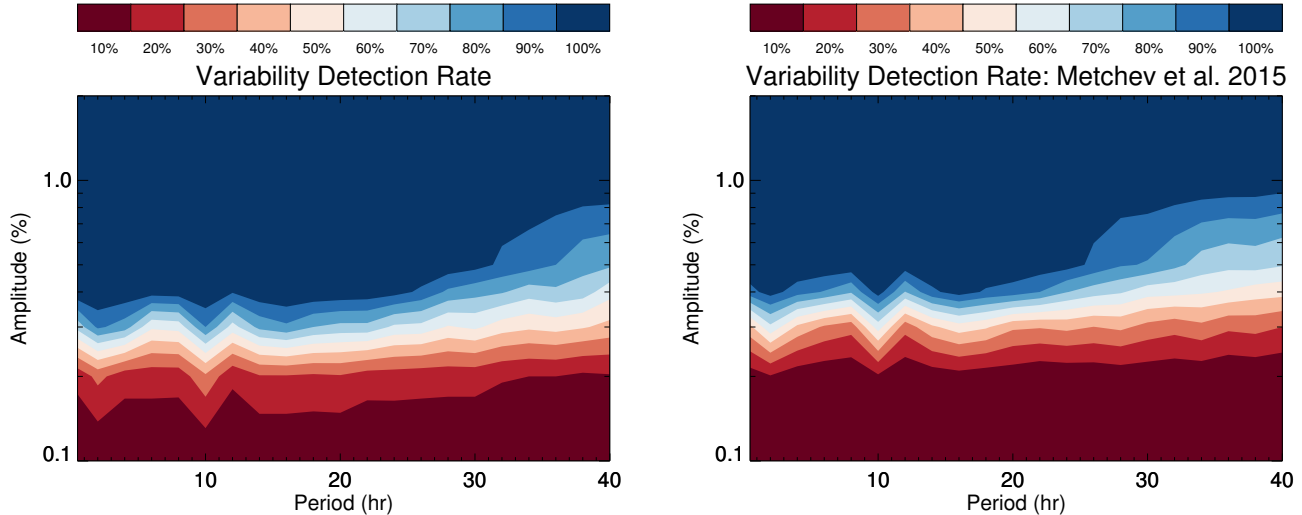 10% 20% 30% 40% 50% 60% 70% 80% 90% 100%
Variability Detection Rate
1.0
Amplitude (%)
0.1
10 20 30 40
Period (hr)
10% 20% 30% 40% 50% 60% 70% 80% 90% 100%
Variability Detection Rate: Metchev et al. 2015
1.0
Amplitude (%)
0.1
10 20 30 40
Period (hr)